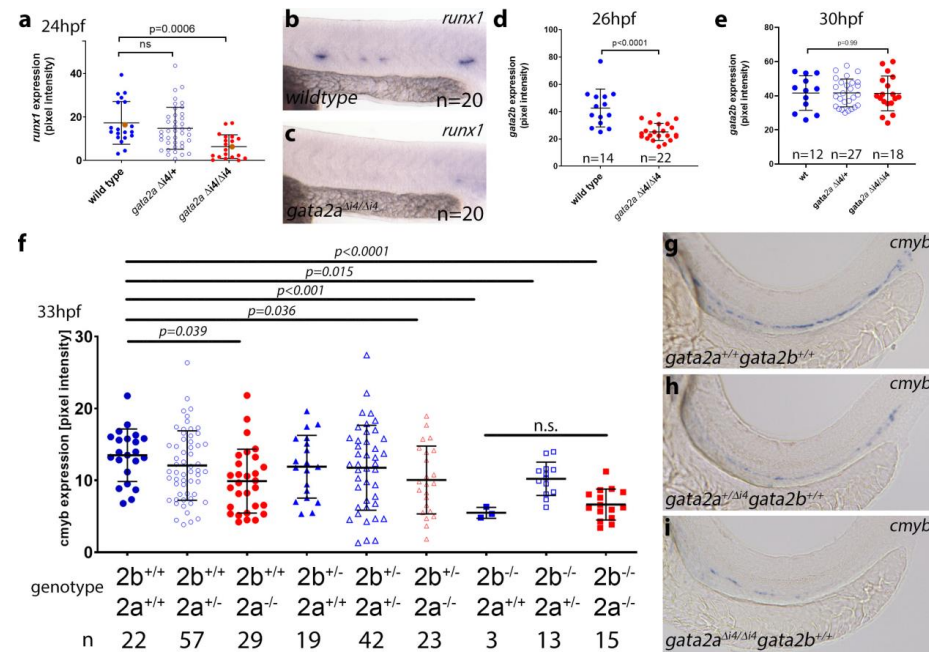 a 24hpf
p=0.0006
ns
runx1 expression
(pixel intensity)
40
20
0
wild type
gata2a Δi4/+
gata2a Δi4/Δi4
b
runx1
wildtype
n=20
c
runx1
gata2aΔi4/Δi4
n=20
d
26hpf
p<0.0001
gata2b expression
(pixel intensity)
100
80
60
40
20
0
n=14
n=22
wild type
gata2a Δi4/Δi4
e 30hpf
p=0.99
gata2b expression
(pixel intensity)
80
60
40
20
0
n=12
n=27
n=18
wt
gata2a Δi4/+
gata2a Δi4/Δi4
f
p<0.0001
p=0.015
p<0.001
p=0.036
p=0.039
33hpf
n.s.
cmyb expression [pixel intensity]
30
20
10
0
genotype
2b+/+ 2b+/+ 2b+/+ 2b+/- 2b+/- 2b+/- 2b-/- 2b-/- 2b-/-
2a+/+ 2a+/- 2a-/- 2a+/+ 2a+/- 2a-/- 2a+/+ 2a+/- 2a-/-
n 22 57 29 19 42 23 3 13 15
g
cmyb
gata2a+/+gata2b+/+
h
cmyb
gata2a+/Δi4gata2b+/+
i
cmyb
gata2aΔi4/Δi4gata2b+/+